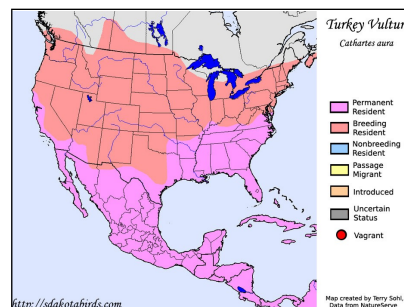 Turkey Vultur
Cathartes aura
Permanent
Resident
Breeding
Resident
Nonbreeding
Resident
Passage
Migrant
Introduced
Uncertain
Status
Vagrant
Map created by Terry Sohl,
Data from NatureServe
http://sdakotabirds.com